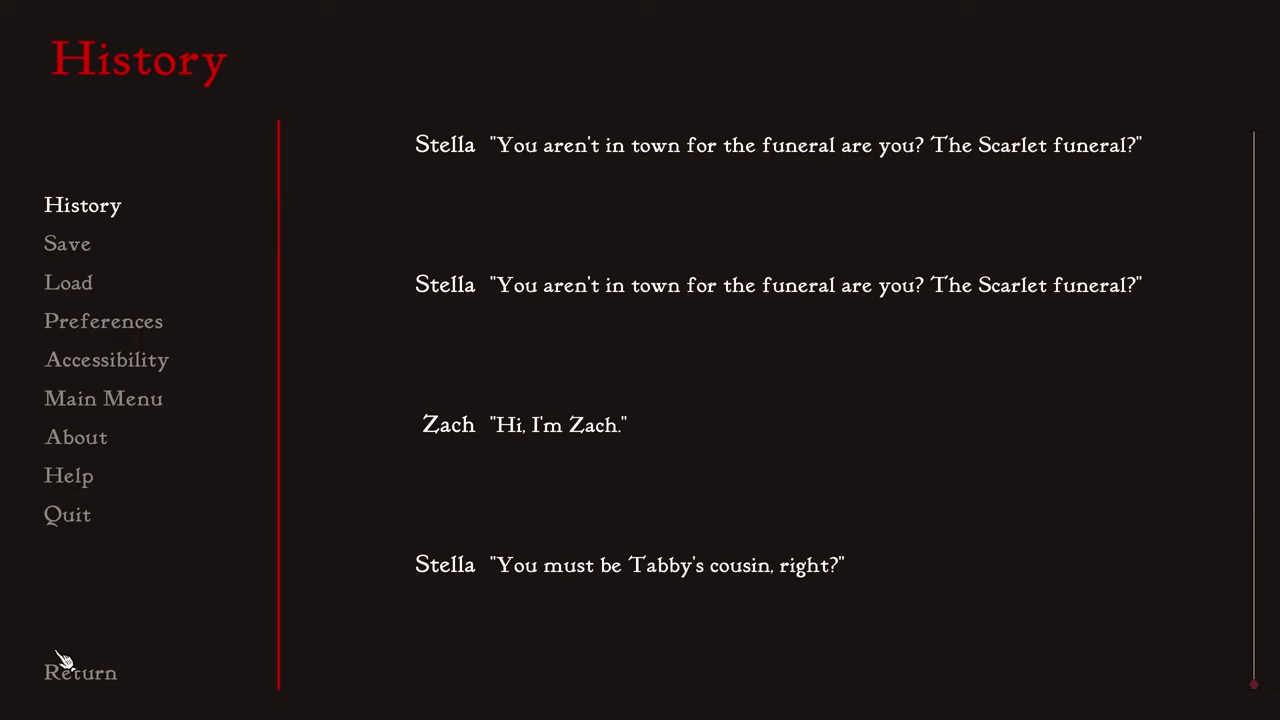 History
History
Save
Load
Preferences
Accessibility
Main Menu
About
Help
Quit
Return
Stella "You aren't in town for the funeral are you? The Scarlet funeral?"
Stella "You aren't in town for the funeral are you? The Scarlet funeral?"
Zach "Hi, I'm Zach."
Stella "You must be Tabby's cousin, right?"